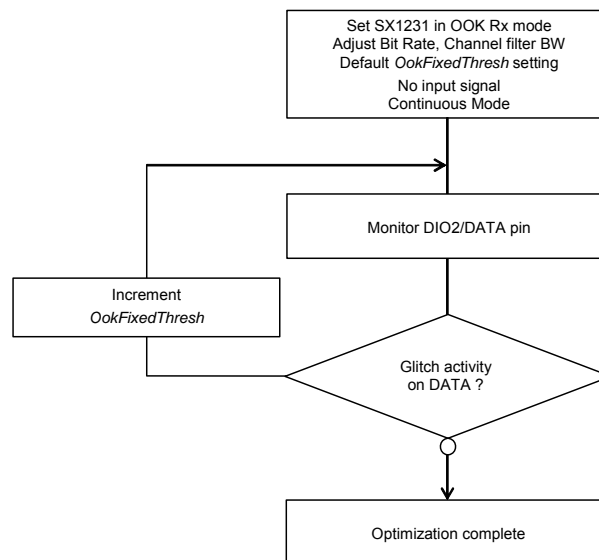 Set SX1231 in OOK Rx mode
Adjust Bit Rate, Channel filter BW
Default OokFixedThresh setting
No input signal
Continuous Mode
Monitor DIO2/DATA pin
Increment
OokFixedThresh
Glitch activity
on DATA ?
Optimization complete